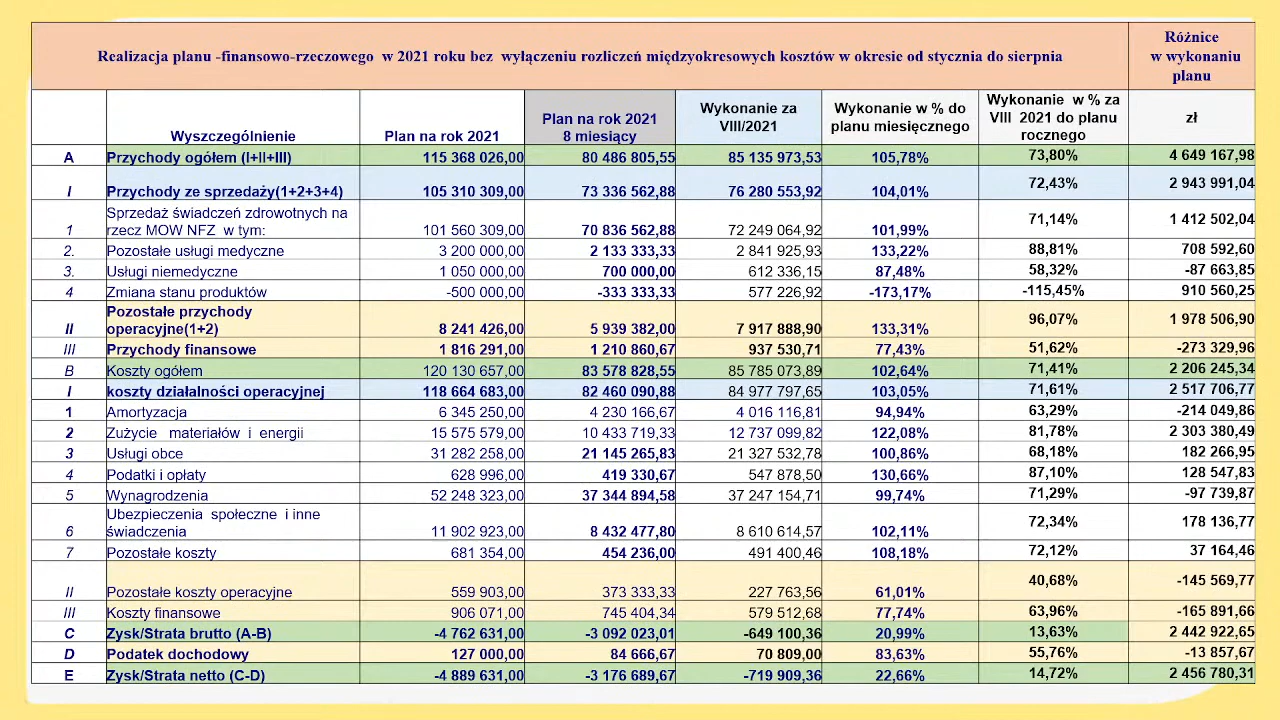 Realizacja planu -finansowo-rzeczowego w 2021 roku bez wyłączeniu rozliczeń międzyokresowych kosztów w okresie od stycznia do sierpnia
Różnice
w wykonaniu
planu
Wyszczególnienie Plan na rok 2021 Plan na rok 2021 8 miesiący Wykonanie za VIII/2021 Wykonanie w % do planu miesięcznego Wykonanie w % za VIII 2021 do planu rocznego zł
A Przychody ogółem (I+II+III) 115 368 026,00 80 486 805,55 85 135 973,53 105,78% 73,80% 4 649 167,98
I Przychody ze sprzedaży(1+2+3+4) 105 310 309,00 73 336 562,88 76 280 553,92 104,01% 72,43% 2 943 991,04
Sprzedaż świadczeń zdrowotnych na
1 rzecz MOW NFZ w tym: 101 560 309,00 70 836 562,88 72 249 064,92 101,99% 71,14% 1 412 502,04
2. Pozostałe usługi medyczne 3 200 000,00 2 133 333,33 2 841 925,93 133,22% 88,81% 708 592,60
3. Usługi niemedyczne 1 050 000,00 700 000,00 612 336,15 87,48% 58,32% -87 663,85
4 Zmiana stanu produktów -500 000,00 -333 333,33 577 226,92 -173,17% -115,45% 910 560,25
Pozostałe przychody
II operacyjne(1+2) 8 241 426,00 5 939 382,00 7 917 888,90 133,31% 96,07% 1 978 506,90
III Przychody finansowe 1 816 291,00 1 210 860,67 937 530,71 77,43% 51,62% -273 329,96
B Koszty ogółem 120 130 657,00 83 578 828,55 85 785 073,89 102,64% 71,41% 2 206 245,34
I koszty działalności operacyjnej 118 664 683,00 82 460 090,88 84 977 797,65 103,05% 71,61% 2 517 706,77
1 Amortyzacja 6 345 250,00 4 230 166,67 4 016 116,81 94,94% 63,29% -214 049,86
2 Zużycie materiałów i energii 15 575 579,00 10 433 719,33 12 737 099,82 122,08% 81,78% 2 303 380,49
3 Usługi obce 31 282 258,00 21 145 265,83 21 327 532,78 100,86% 68,18% 182 266,95
4 Podatki i opłaty 628 996,00 419 330,67 547 878,50 130,66% 87,10% 128 547,83
5 Wynagrodzenia 52 248 323,00 37 344 894,58 37 247 154,71 99,74% 71,29% -97 739,87
Ubezpieczenia społeczne i inne
6 świadczenia 11 902 923,00 8 432 477,80 8 610 614,57 102,11% 72,34% 178 136,77
7 Pozostałe koszty 681 354,00 454 236,00 491 400,46 108,18% 72,12% 37 164,46
II Pozostałe koszty operacyjne 559 903,00 373 333,33 227 763,56 61,01% 40,68% -145 569,77
III Koszty finansowe 906 071,00 745 404,34 579 512,68 77,74% 63,96% -165 891,66
C Zysk/Strata brutto (A-B) -4 762 631,00 -3 092 023,01 -649 100,36 20,99% 13,63% 2 442 922,65
D Podatek dochodowy 127 000,00 84 666,67 70 809,00 83,63% 55,76% -13 857,67
E Zysk/Strata netto (C-D) -4 889 631,00 -3 176 689,67 -719 909,36 22,66% 14,72% 2 456 780,31